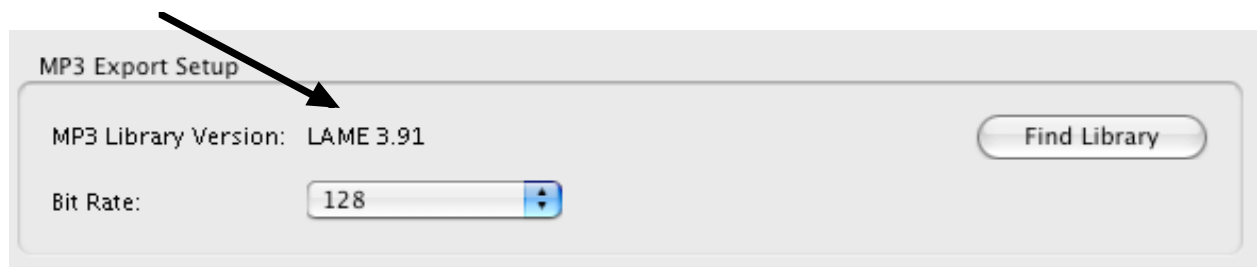 MP3 Export Setup
MP3 Library Version: LAME 3.91 Find Library
Bit Rate: 128